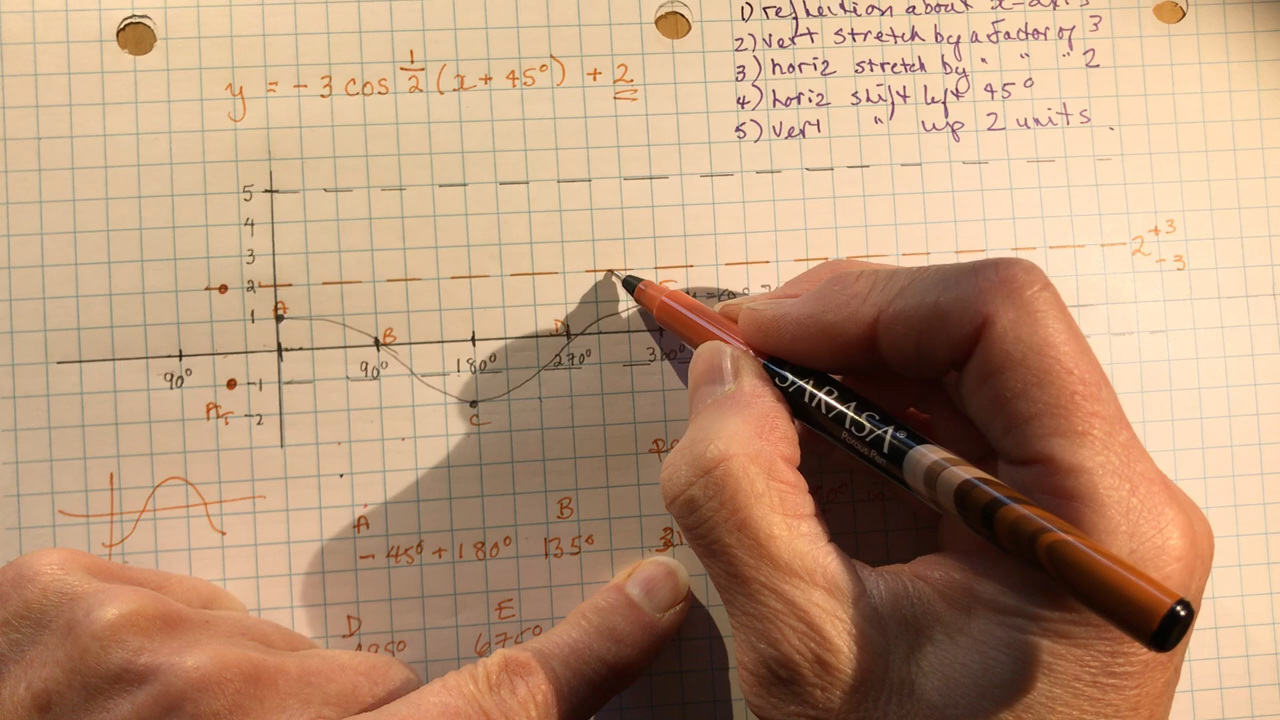 1) reflection about x-axis
2) vert stretch by a factor of 3
3) horiz stretch by " " " 2
4) horiz shift left 45°
5) vert " up 2 units.
y = -3 cos 1/2 (x + 45°) + 2
5
4
3
2
1
-1
-2
2 +3 -3
A
B
C
D
90°
90°
180°
270°
360°
SARASA®
Porous Pen
A
-45° + 180°
B
135°
D
E
675°